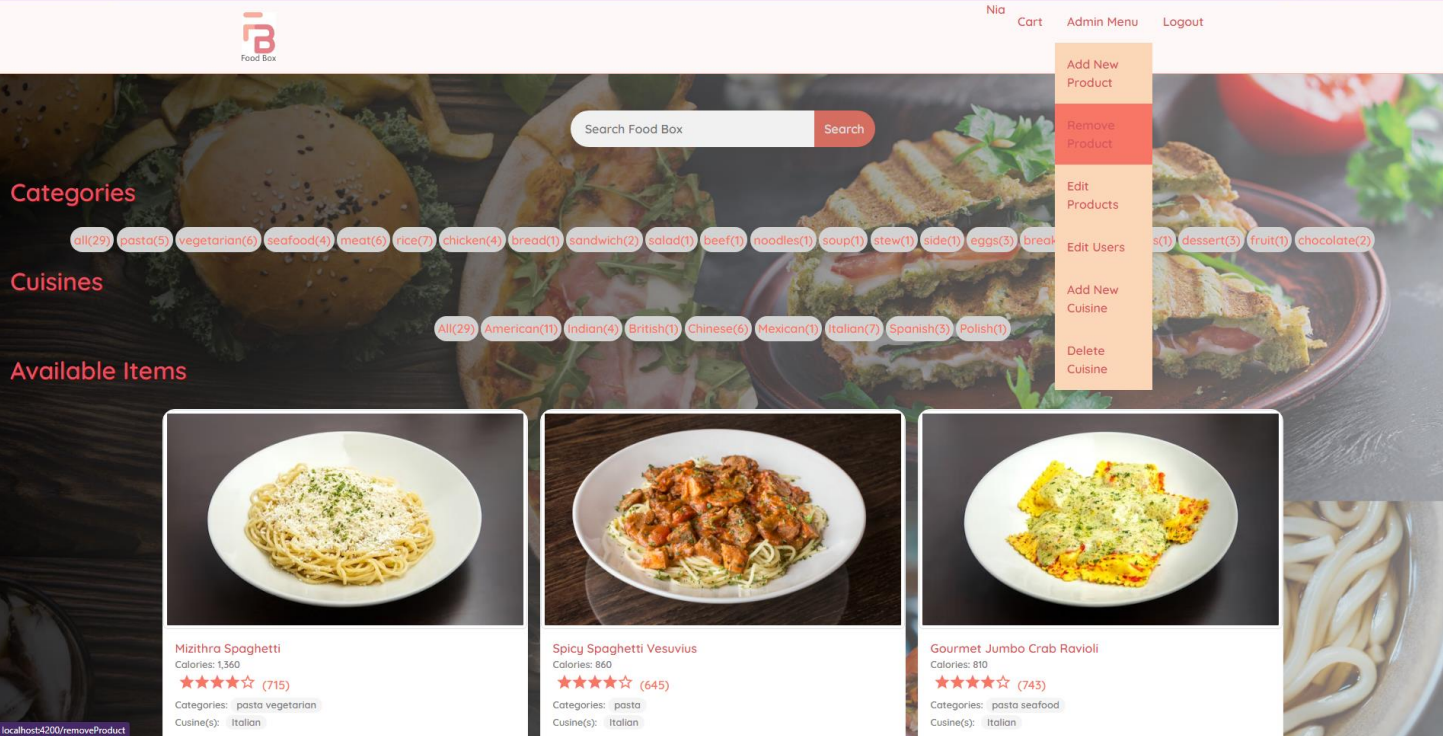 Food Box
Nia
Cart
Admin Menu
Logout
Add New
Product
Remove
Product
Edit
Products
Edit Users
Add New
Cuisine
Delete
Cuisine
Search Food Box
Search
Categories
all(29) pasta(5) vegetarian(6) seafood(4) meat(6) rice(7) chicken(4) bread(1) sandwich(2) salad(1) beef(1) noodles(1) soup(1) stew(1) side(1) eggs(3) dessert(3) fruit(1) chocolate(2)
Cuisines
All(29) American(11) Indian(4) British(1) Chinese(6) Mexican(1) Italian(7) Spanish(3) Polish(1)
Available Items
Mizithra Spaghetti
Calories: 1,360
(715)
Categories: pasta vegetarian
Cusine(s): Italian
Spicy Spaghetti Vesuvius
Calories: 860
(645)
Categories: pasta
Cusine(s): Italian
Gourmet Jumbo Crab Ravioli
Calories: 810
(743)
Categories: pasta seafood
Cusine(s): Italian
localhost:4200/removeProduct